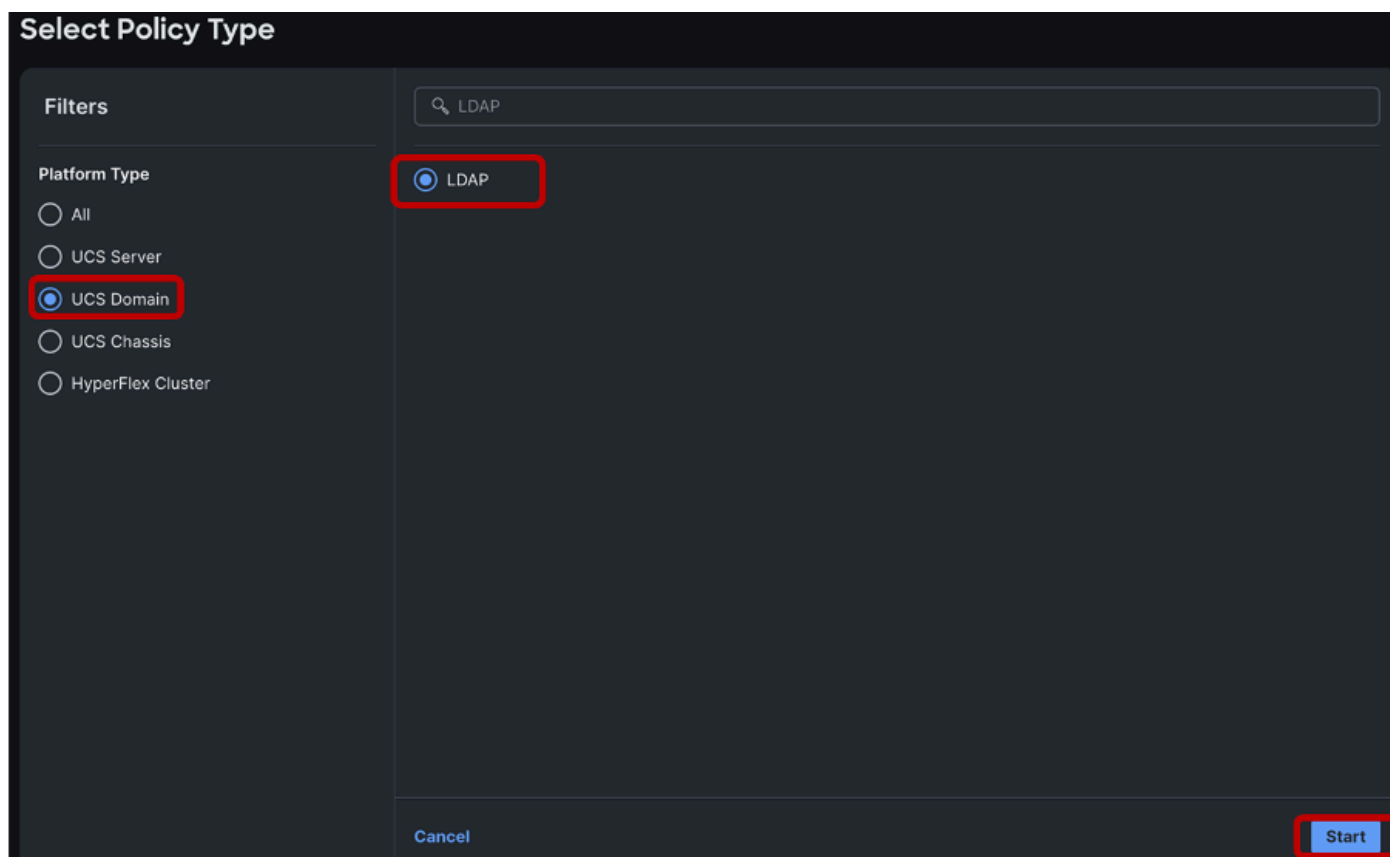 Select Policy Type
Filters
Platform Type
All
UCS Server
UCS Domain
UCS Chassis
HyperFlex Cluster
LDAP
LDAP
Cancel
Start